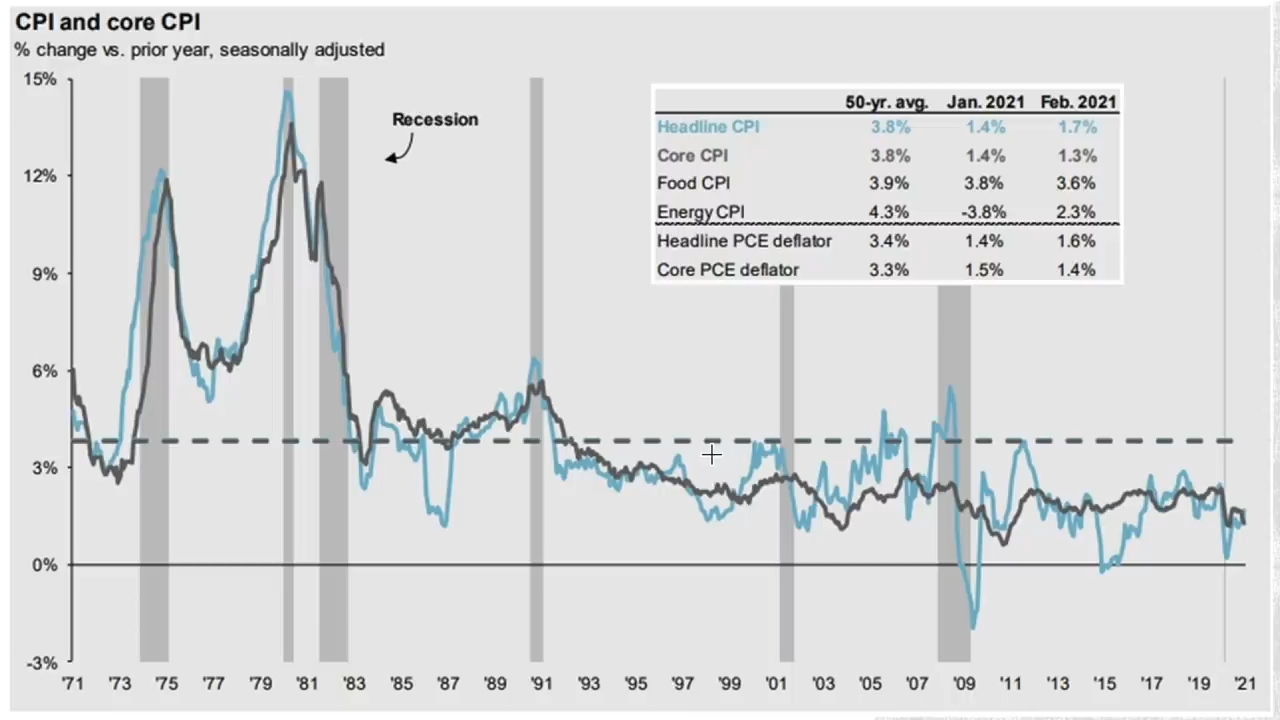 CPI and core CPI
% change vs. prior year, seasonally adjusted
15%
12%
9%
6%
3%
0%
-3%
Recession
50-yr. avg. Jan. 2021 Feb. 2021
Headline CPI 3.8% 1.4% 1.7%
Core CPI 3.8% 1.4% 1.3%
Food CPI 3.9% 3.8% 3.6%
Energy CPI 4.3% -3.8% 2.3%
Headline PCE deflator 3.4% 1.4% 1.6%
Core PCE deflator 3.3% 1.5% 1.4%
'71 '73 '75 '77 '79 '81 '83 '85 '87 '89 '91 '93 '95 '97 '99 '01 '03 '05 '07 '09 '11 '13 '15 '17 '19 '21